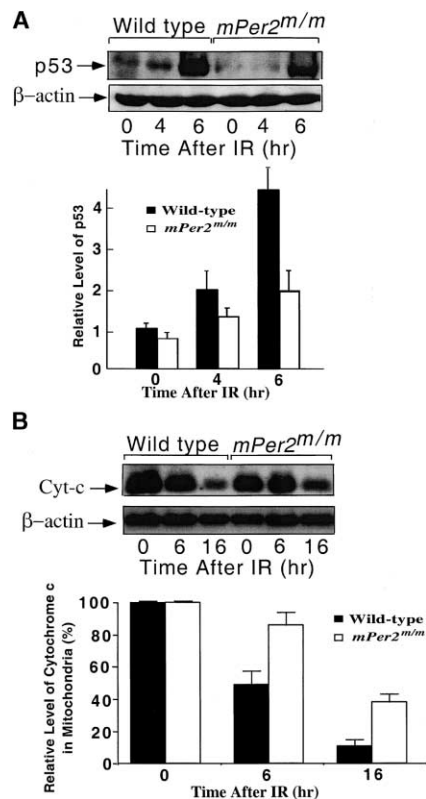 A
Wild type mPer2m/m
p53
β-actin
0 4 6 0 4 6
Time After IR (hr)
Relative Level of p53
4
3
2
1
0
Wild-type
mPer2m/m
0 4 6
Time After IR (hr)
B
Wild type mPer2m/m
Cyt-c
β-actin
0 6 16 0 6 16
Time After IR (hr)
Relative Level of Cytochrome c
in Mitochondria (%)
100
80
60
40
20
0
Wild-type
mPer2m/m
0 6 16
Time After IR (hr)